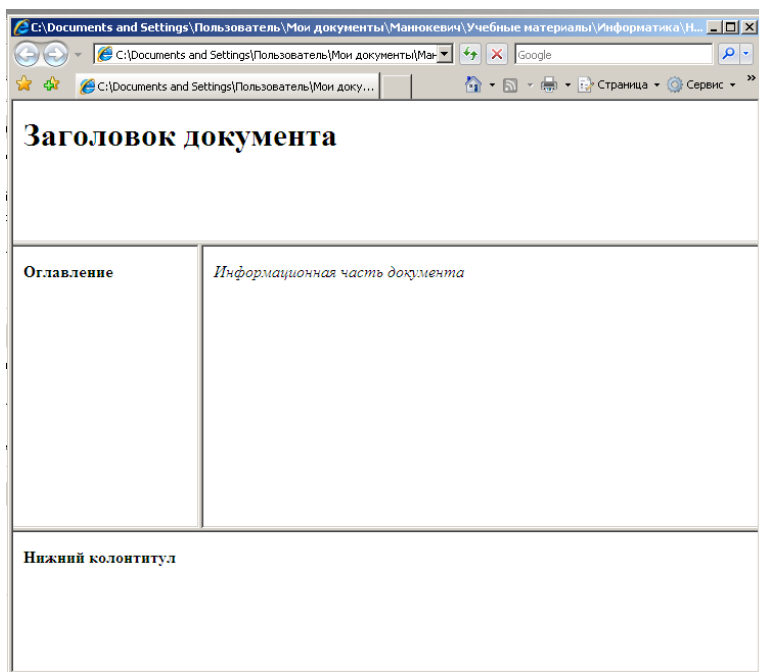 C:\Documents and Settings\Пользователь\Мои документы\Манюкевич\Учебные материалы\Информатика\Н...
C:\Documents and Settings\Пользователь\Мои документы\Ман
Google
C:\Documents and Settings\Пользователь\Мои доку...
Страница
Сервис
»
Заголовок документа
Оглавление
Информационная часть документа
Нижний колонтитул